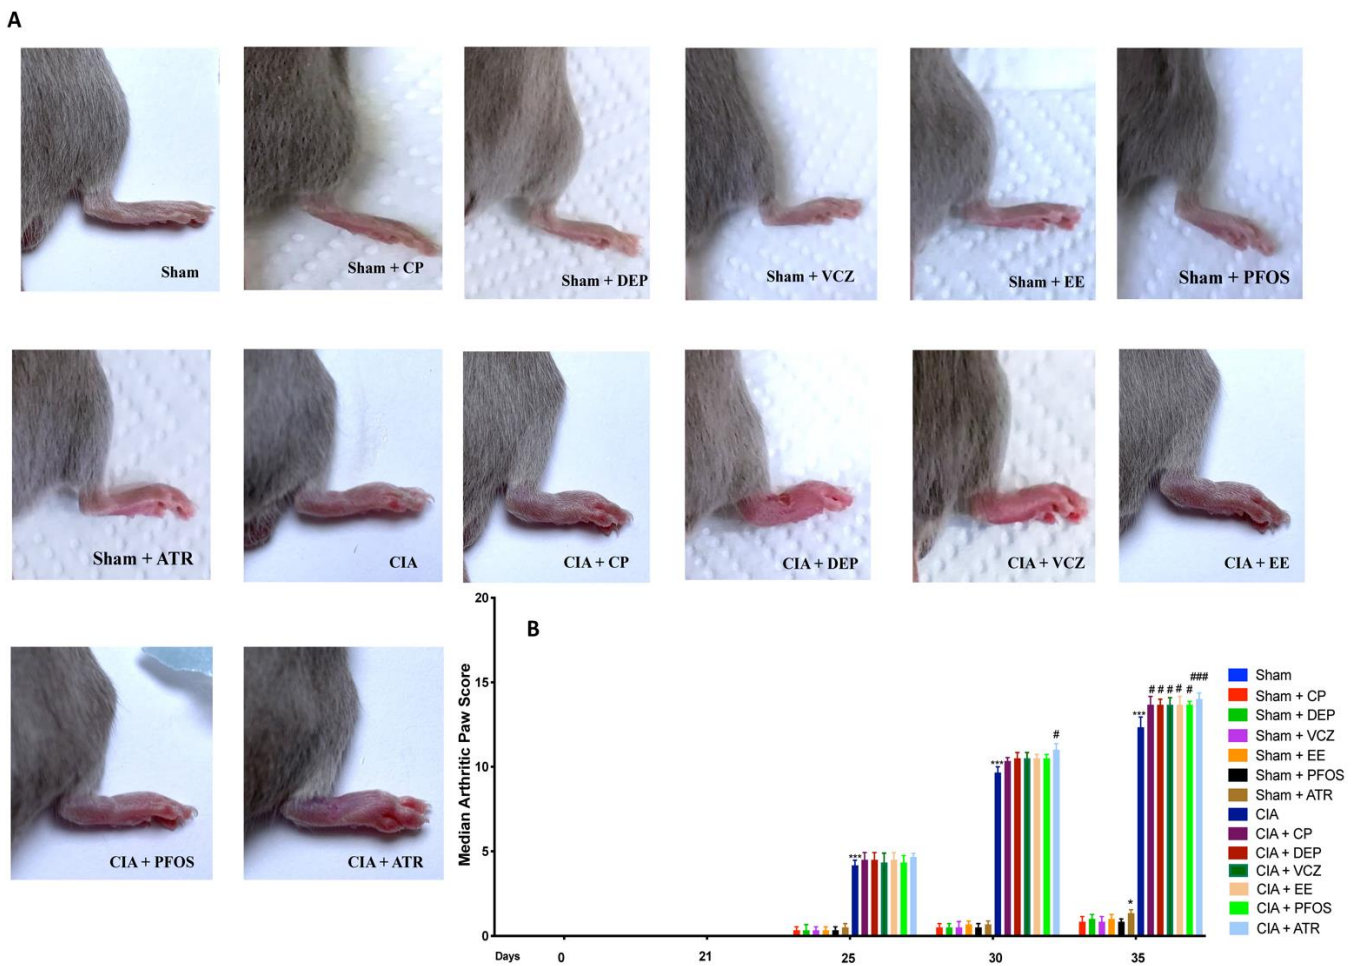 A
Sham
Sham + CP
Sham + DEP
Sham + VCZ
Sham + EE
Sham + PFOS
Sham + ATR
CIA
CIA + CP
CIA + DEP
CIA + VCZ
CIA + EE
CIA + PFOS
CIA + ATR
B
Median Arthritic Paw Score
20
15
10
5
0
***
***
#
*
***
# # # # # ###
Days 0 21 25 30 35
Sham
Sham + CP
Sham + DEP
Sham + VCZ
Sham + EE
Sham + PFOS
Sham + ATR
CIA
CIA + CP
CIA + DEP
CIA + VCZ
CIA + EE
CIA + PFOS
CIA + ATR